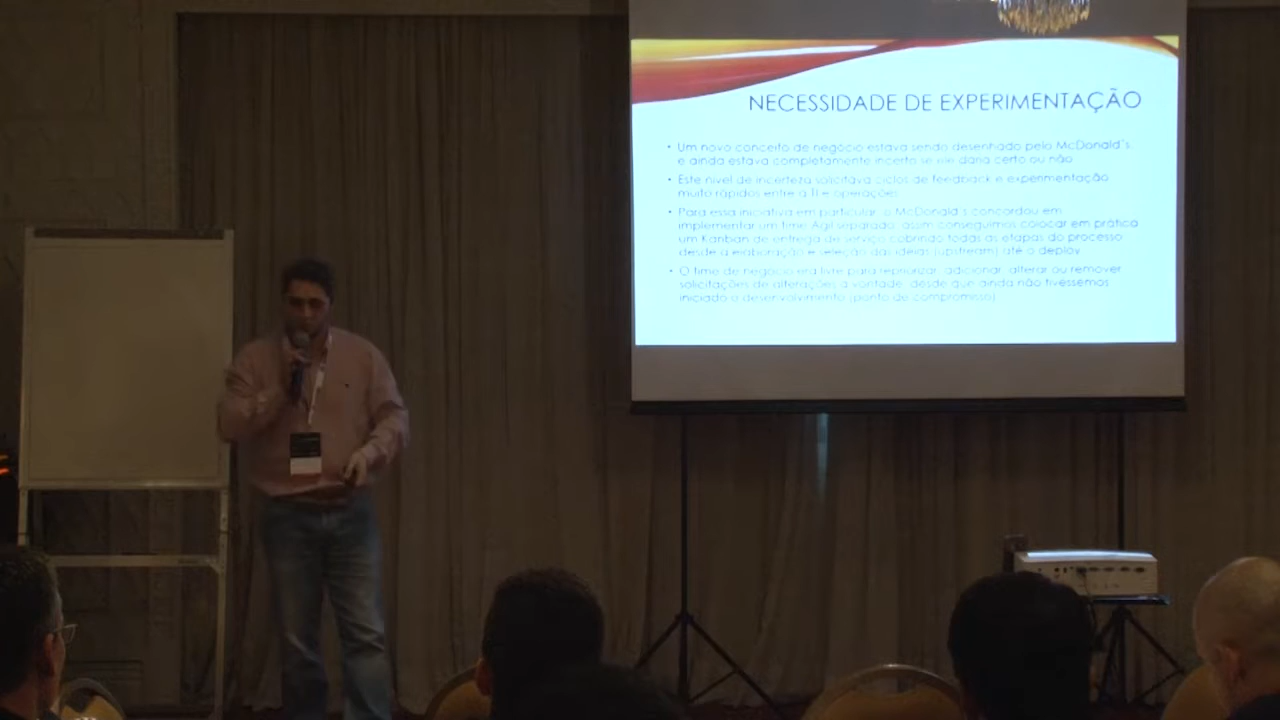 NECESSIDADE DE EXPERIMENTAÇÃO
• Um novo conceito de negócio estava sendo desenhado pelo McDonald's,
e ainda estava completamente incerto se ele daria certo ou não
• Este nível de incerteza solicitava ciclos de feedback e experimentação
muito rápidos entre a TI e operações
• Para essa iniciativa em particular, o McDonald's concordou em
implementar um time Ágil separado, assim conseguimos colocar em prática
um Kanban de entrega de serviço cobrindo todas as etapas do processo
desde a elaboração e seleção das ideias (upstream) até o deploy
• O time de negócio era livre para repriorizar, adicionar, alterar ou remover
solicitações de alterações à vontade, desde que ainda não tivéssemos
iniciado o desenvolvimento (ponto de compromisso)